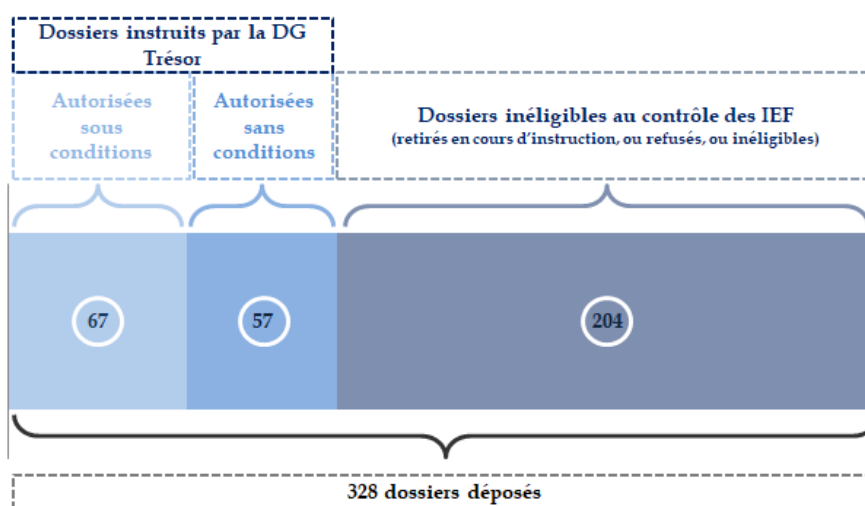 Dossiers instruits par la DG
Trésor
Autorisées
sous
conditions
Autorisées
sans
conditions
Dossiers inéligibles au contrôle des IEF
(retirés en cours d'instruction, ou refusés, ou inéligibles)
67
57
204
328 dossiers déposés